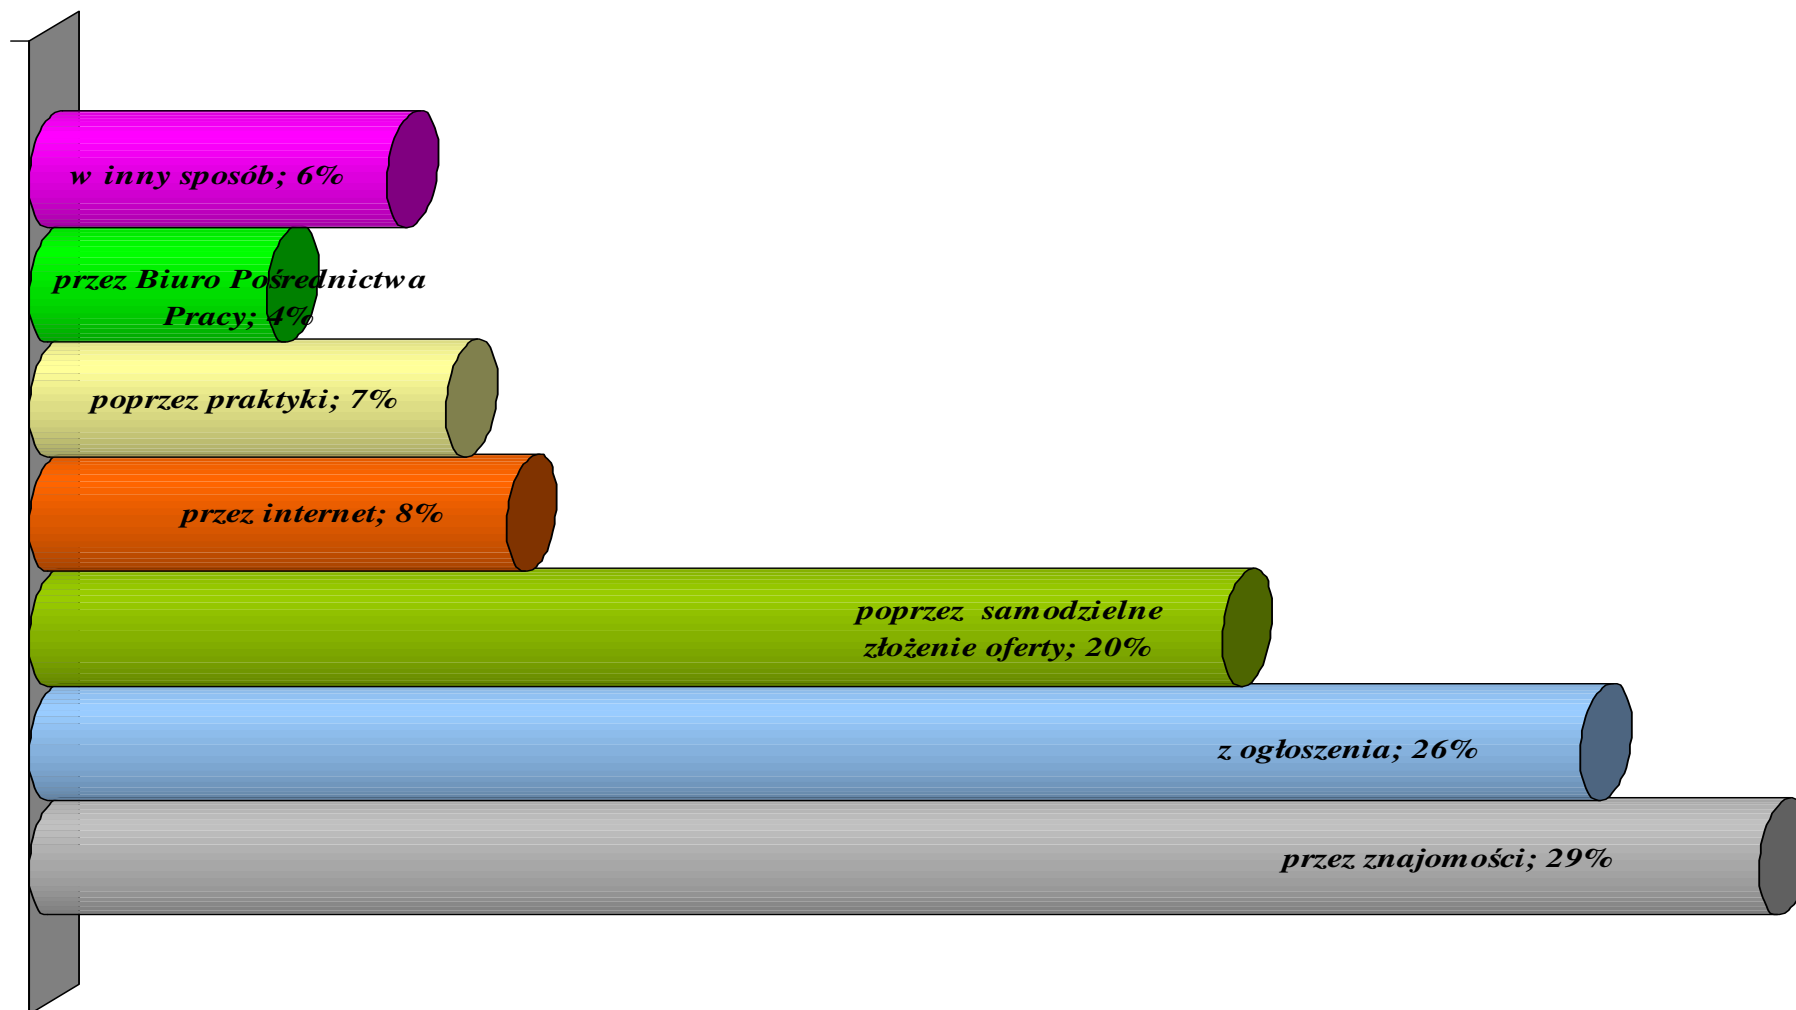 w inny sposób; 6%
przez Biuro Pośrednictwa
Pracy; 4%
poprzez praktyki; 7%
przez internet; 8%
poprzez samodzielne
złożenie oferty; 20%
z ogłoszenia; 26%
przez znajomości; 29%